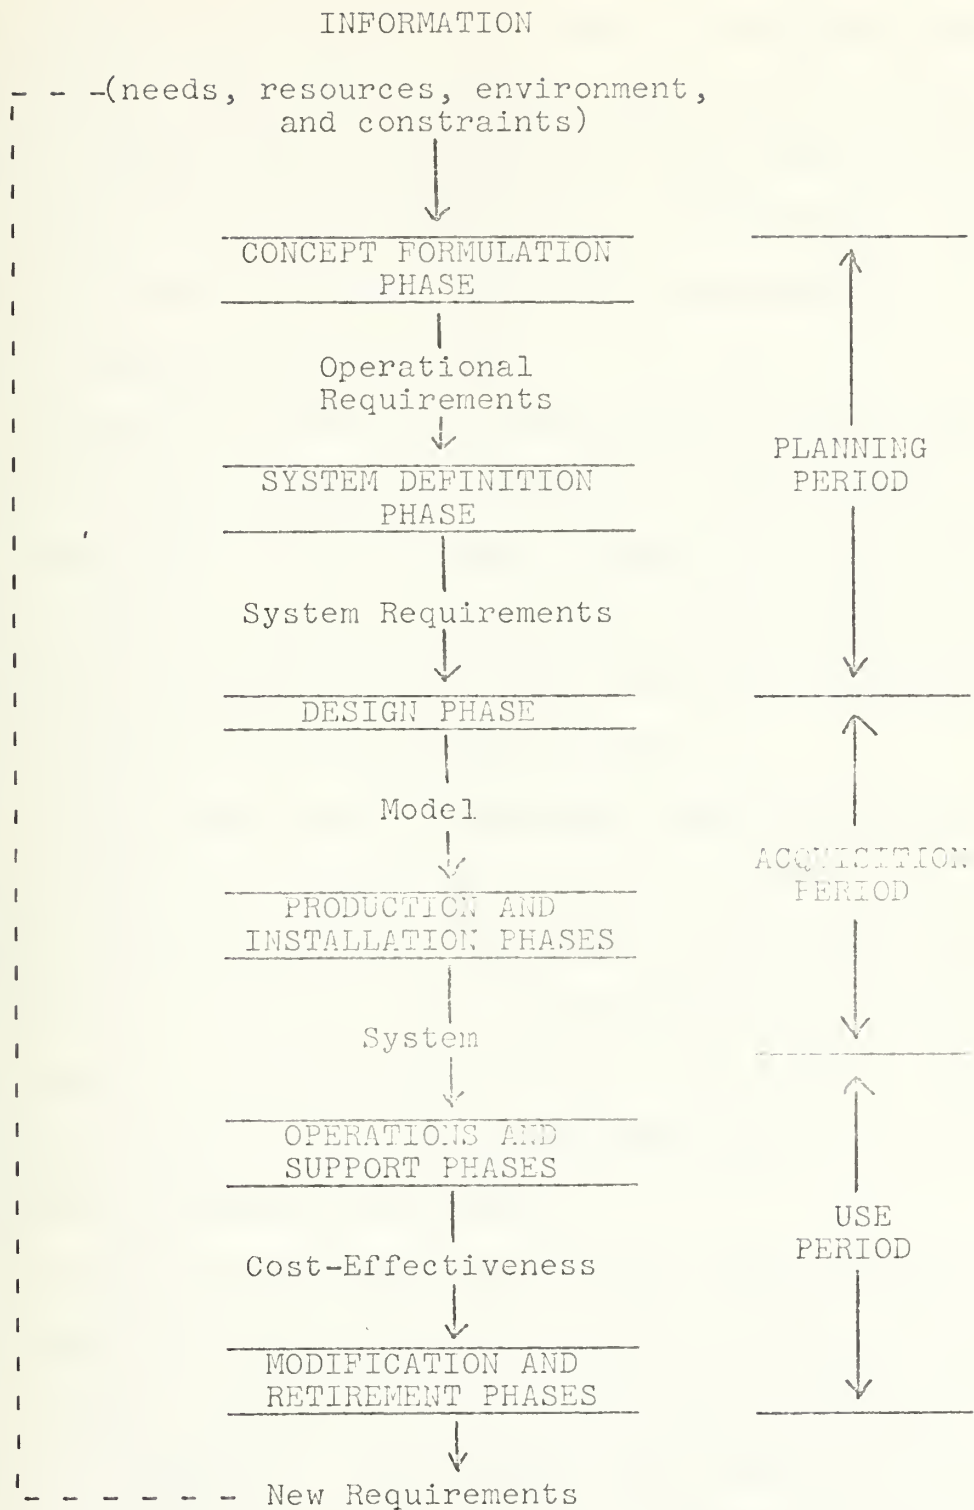 INFORMATION
(needs, resources, environment,
and constraints)
CONCEPT FORMULATION
PHASE
Operational
Requirements
SYSTEM DEFINITION
PHASE
System Requirements
DESIGN PHASE
Model
PRODUCTION AND
INSTALLATION PHASES
System
OPERATIONS AND
SUPPORT PHASES
Cost-Effectiveness
MODIFICATION AND
RETIREMENT PHASES
New Requirements
PLANNING
PERIOD
ACQUISITION
PERIOD
USE
PERIOD